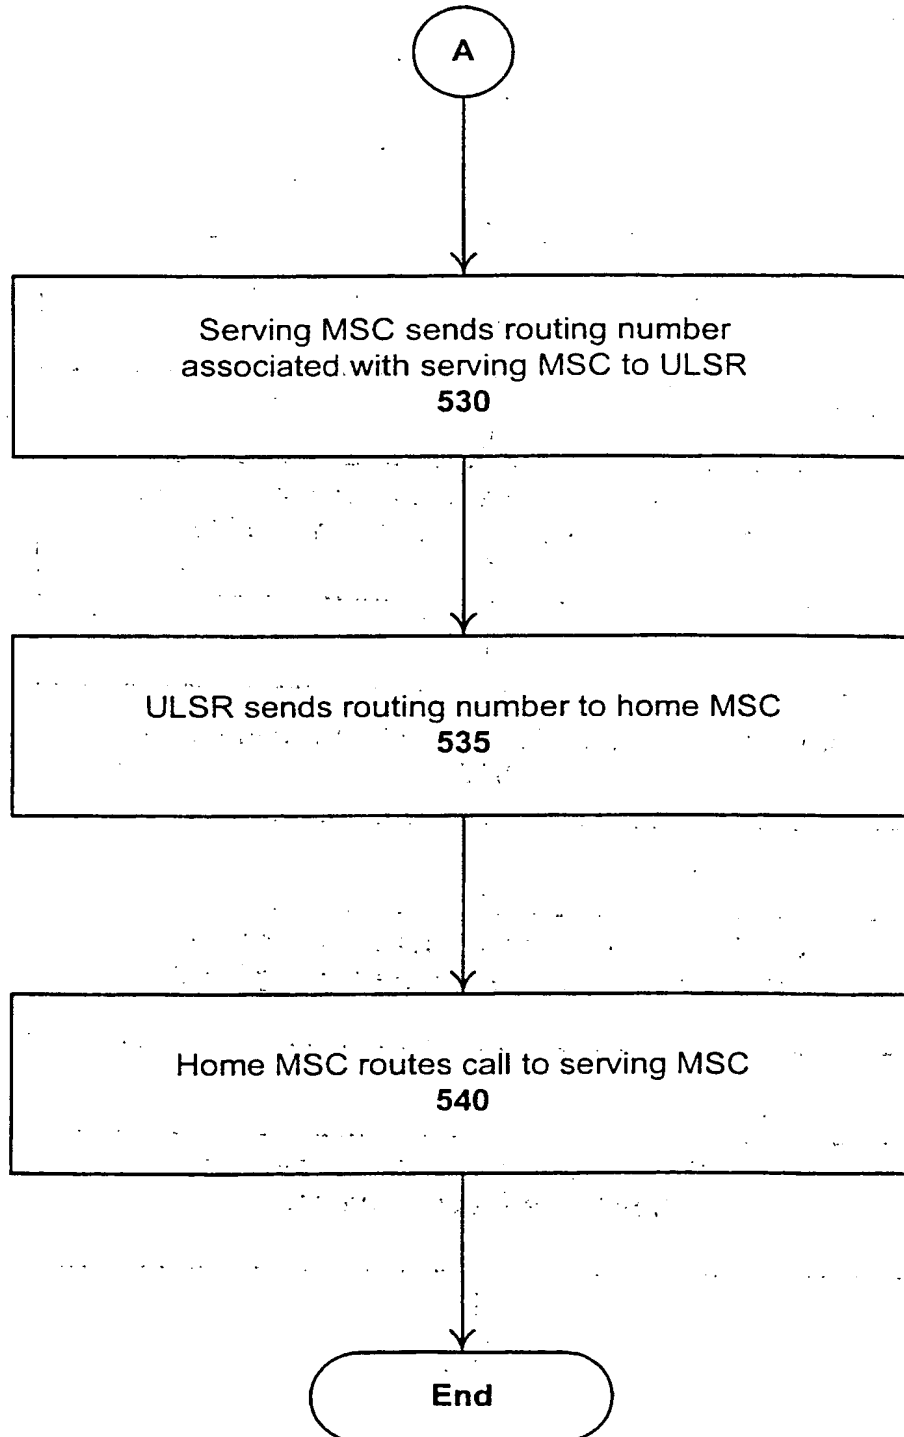 A
Serving MSC sends routing number
associated with serving MSC to ULSR
530
ULSR sends routing number to home MSC
535
Home MSC routes call to serving MSC
540
End